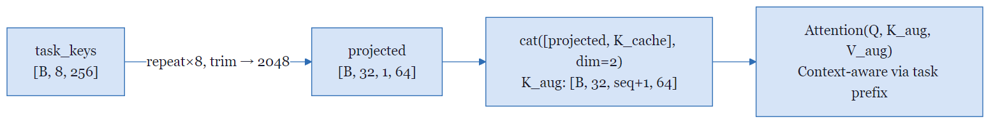 task_keys
[B, 8, 256]
repeat×8, trim → 2048
projected
[B, 32, 1, 64]
cat([projected, K_cache],
dim=2)
K_aug: [B, 32, seq+1, 64]
Attention(Q, K_aug,
V_aug)
Context-aware via task
prefix